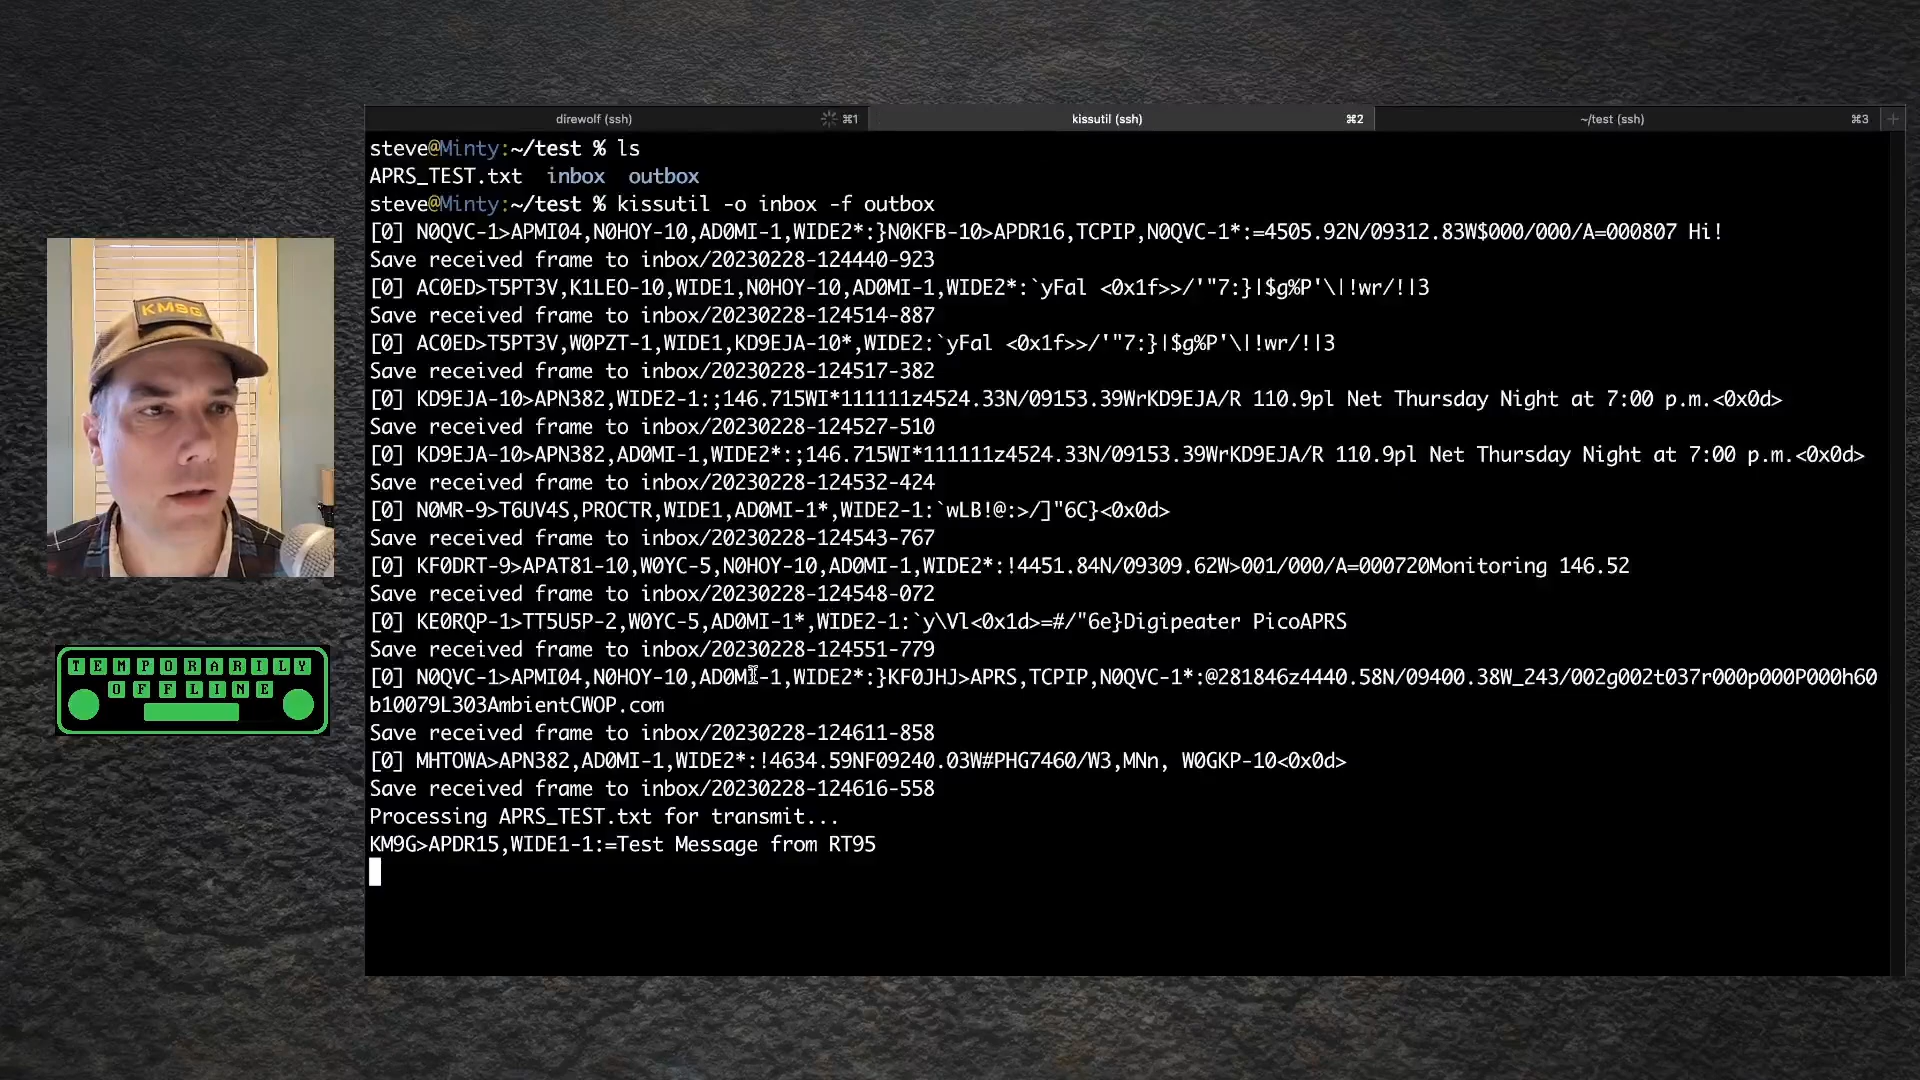 direwolf (ssh) ⌘1 kissutil (ssh) ⌘2 ~/test (ssh) ⌘3
steve@Minty:~/test % ls
APRS_TEST.txt inbox outbox
steve@Minty:~/test % kissutil -o inbox -f outbox
[0] N0QVC-1>APMI04,N0HOY-10,AD0MI-1,WIDE2*:}N0KFB-10>APDR16,TCPIP,N0QVC-1*:=4505.92N/09312.83W$000/000/A=000807 Hi!
Save received frame to inbox/20230228-124440-923
[0] AC0ED>T5PT3V,K1LEO-10,WIDE1,N0HOY-10,AD0MI-1,WIDE2*:`yFal <0x1f>>/'"7:}|$g%P'\|!wr/!|3
Save received frame to inbox/20230228-124514-887
[0] AC0ED>T5PT3V,W0PZT-1,WIDE1,KD9EJA-10*,WIDE2:`yFal <0x1f>>/'"7:}|$g%P'\|!wr/!|3
Save received frame to inbox/20230228-124517-382
[0] KD9EJA-10>APN382,WIDE2-1:;146.715WI*111111z4524.33N/09153.39WrKD9EJA/R 110.9pl Net Thursday Night at 7:00 p.m.<0x0d>
Save received frame to inbox/20230228-124527-510
[0] KD9EJA-10>APN382,AD0MI-1,WIDE2*:;146.715WI*111111z4524.33N/09153.39WrKD9EJA/R 110.9pl Net Thursday Night at 7:00 p.m.<0x0d>
Save received frame to inbox/20230228-124532-424
[0] N0MR-9>T6UV4S,PROCTR,WIDE1,AD0MI-1*,WIDE2-1:`wLB!@:>/]"6C}<0x0d>
Save received frame to inbox/20230228-124543-767
[0] KF0DRT-9>APAT81-10,W0YC-5,N0HOY-10,AD0MI-1,WIDE2*:!4451.84N/09309.62W>001/000/A=000720Monitoring 146.52
Save received frame to inbox/20230228-124548-072
[0] KE0RQP-1>TT5U5P-2,W0YC-5,AD0MI-1*,WIDE2-1:`y\Vl<0x1d>=#/"6e}Digipeater PicoAPRS
Save received frame to inbox/20230228-124551-779
[0] N0QVC-1>APMI04,N0HOY-10,AD0MI-1,WIDE2*:}KF0JHJ>APRS,TCPIP,N0QVC-1*:@281846z4440.58N/09400.38W_243/002g002t037r000p000P000h60
b10079L303AmbientCWOP.com
Save received frame to inbox/20230228-124611-858
[0] MHTOWA>APN382,AD0MI-1,WIDE2*:!4634.59NF09240.03W#PHG7460/W3,MNn, W0GKP-10<0x0d>
Save received frame to inbox/20230228-124616-558
Processing APRS_TEST.txt for transmit...
KM9G>APDR15,WIDE1-1:=Test Message from RT95
KM9G
TEMPORARILY
OFFLINE